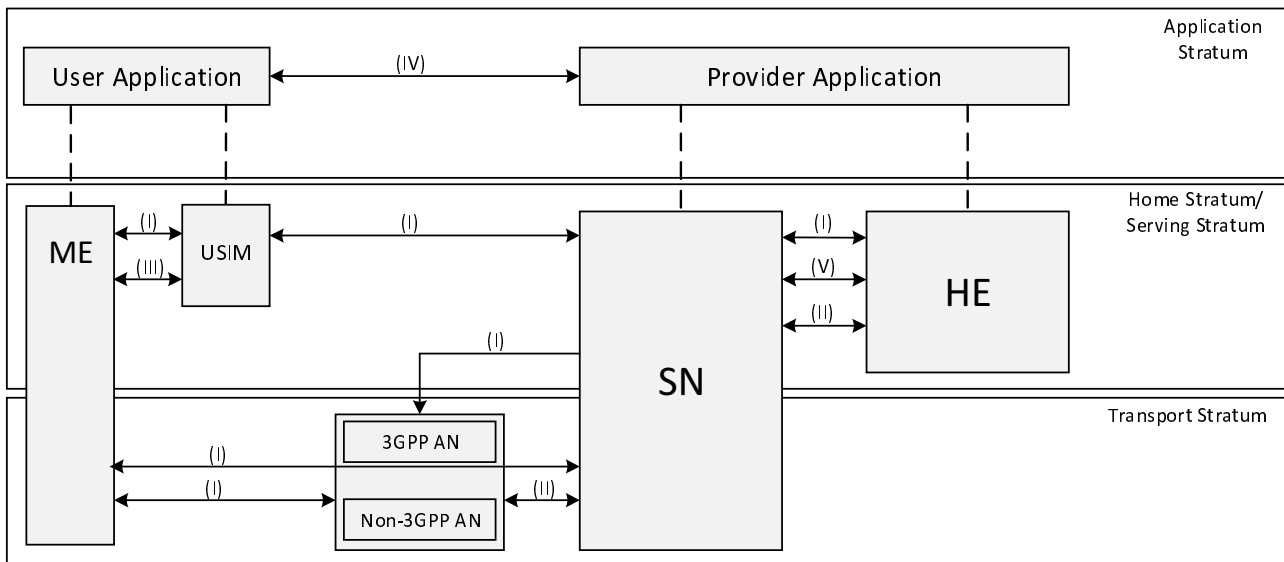 Application
Stratum
User Application
(IV)
Provider Application
Home Stratum/
Serving Stratum
ME
(I)
(III)
USIM
(I)
(I)
(V)
(II)
HE
(I)
SN
Transport Stratum
3GPP AN
(I)
(I)
(II)
Non-3GPP AN